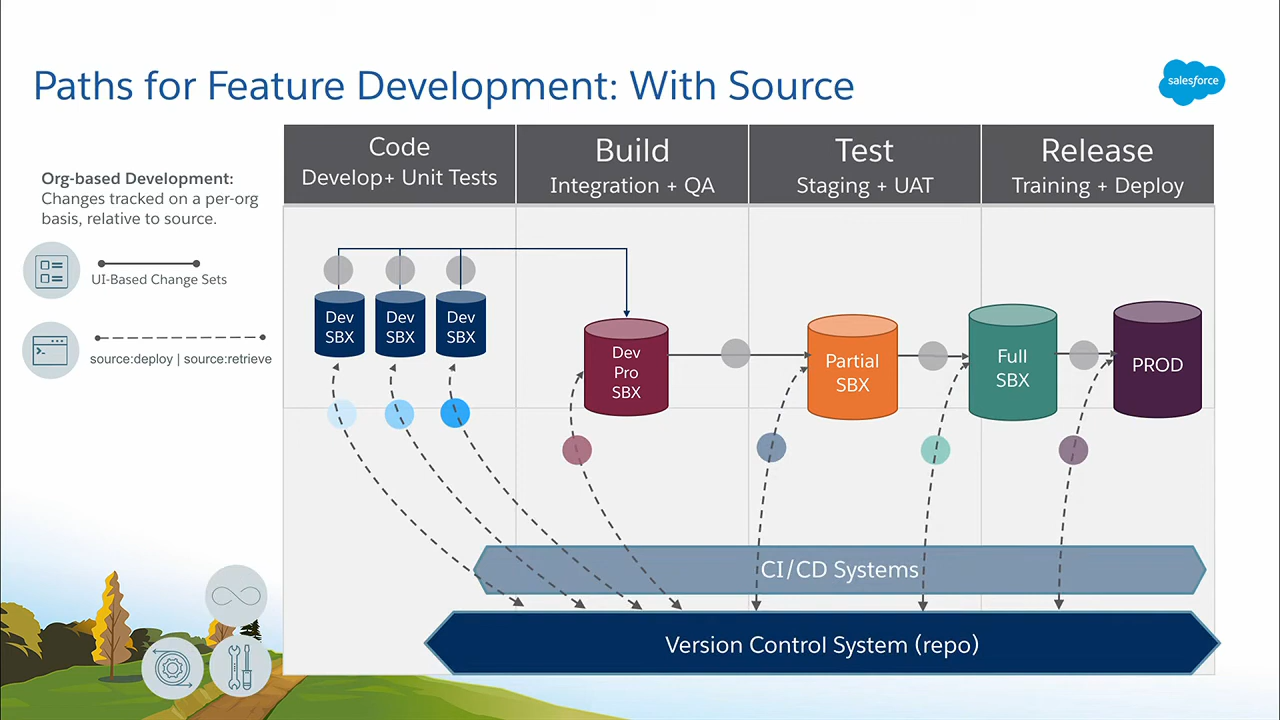 Paths for Feature Development: With Source
salesforce
Code
Develop+ Unit Tests
Build
Integration + QA
Test
Staging + UAT
Release
Training + Deploy
Org-based Development:
Changes tracked on a per-org
basis, relative to source.
UI-Based Change Sets
source:deploy | source:retrieve
Dev
SBX
Dev
SBX
Dev
SBX
Dev
Pro
SBX
Partial
SBX
Full
SBX
PROD
CI/CD Systems
Version Control System (repo)